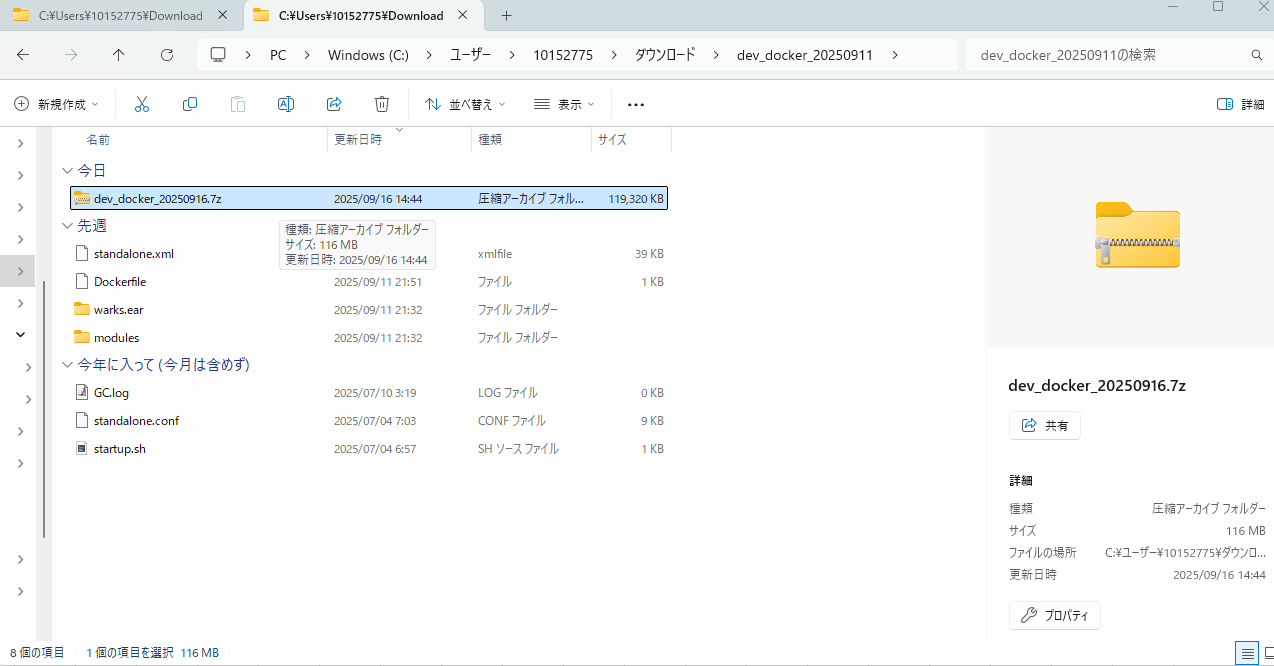 C:¥Users¥10152775¥Download
C:¥Users¥10152775¥Download
PC
Windows (C:)
ユーザー
10152775
ダウンロード
dev_docker_20250911
dev_docker_20250911の検索
新規作成
並べ替え
表示
詳細
名前 更新日時 種類 サイズ
今日
dev_docker_20250916.7z 2025/09/16 14:44 圧縮アーカイブ フォル... 119,320 KB
先週
種類: 圧縮アーカイブ フォルダー
サイズ: 116 MB
更新日時: 2025/09/16 14:44
standalone.xml xmlfile 39 KB
Dockerfile 2025/09/11 21:51 ファイル 1 KB
warks.ear 2025/09/11 21:32 ファイル フォルダー
modules 2025/09/11 21:32 ファイル フォルダー
今年に入って (今月は含めず)
GC.log 2025/07/10 3:19 LOG ファイル 0 KB
standalone.conf 2025/07/04 7:03 CONF ファイル 9 KB
startup.sh 2025/07/04 6:57 SH ソース ファイル 1 KB
dev_docker_20250916.7z
共有
詳細
種類 圧縮アーカイブ フォルダー
サイズ 116 MB
ファイルの場所 C:¥ユーザー¥10152775¥ダウンロ...
更新日時 2025/09/16 14:44
プロパティ
8 個の項目 1 個の項目を選択 116 MB